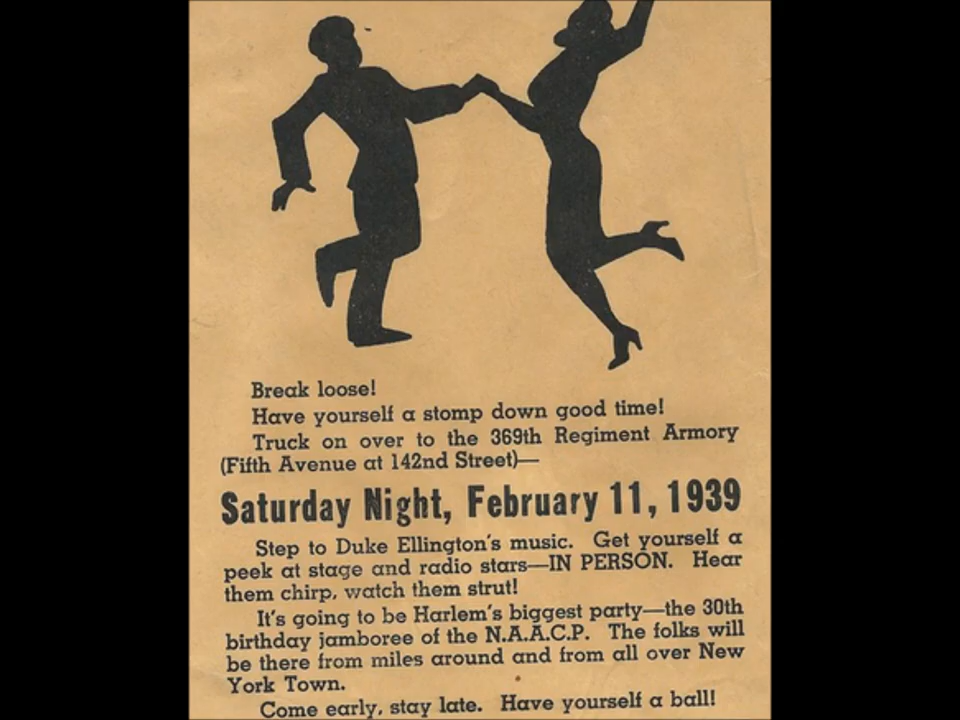 Break loose!
Have yourself a stomp down good time!
Truck on over to the 369th Regiment Armory
(Fifth Avenue at 142nd Street)—
Saturday Night, February 11, 1939
Step to Duke Ellington's music. Get yourself a
peek at stage and radio stars—IN PERSON. Hear
them chirp, watch them strut!
It's going to be Harlem's biggest party—the 30th
birthday jamboree of the N.A.A.C.P. The folks will
be there from miles around and from all over New
York Town.
Come early, stay late. Have yourself a ball!